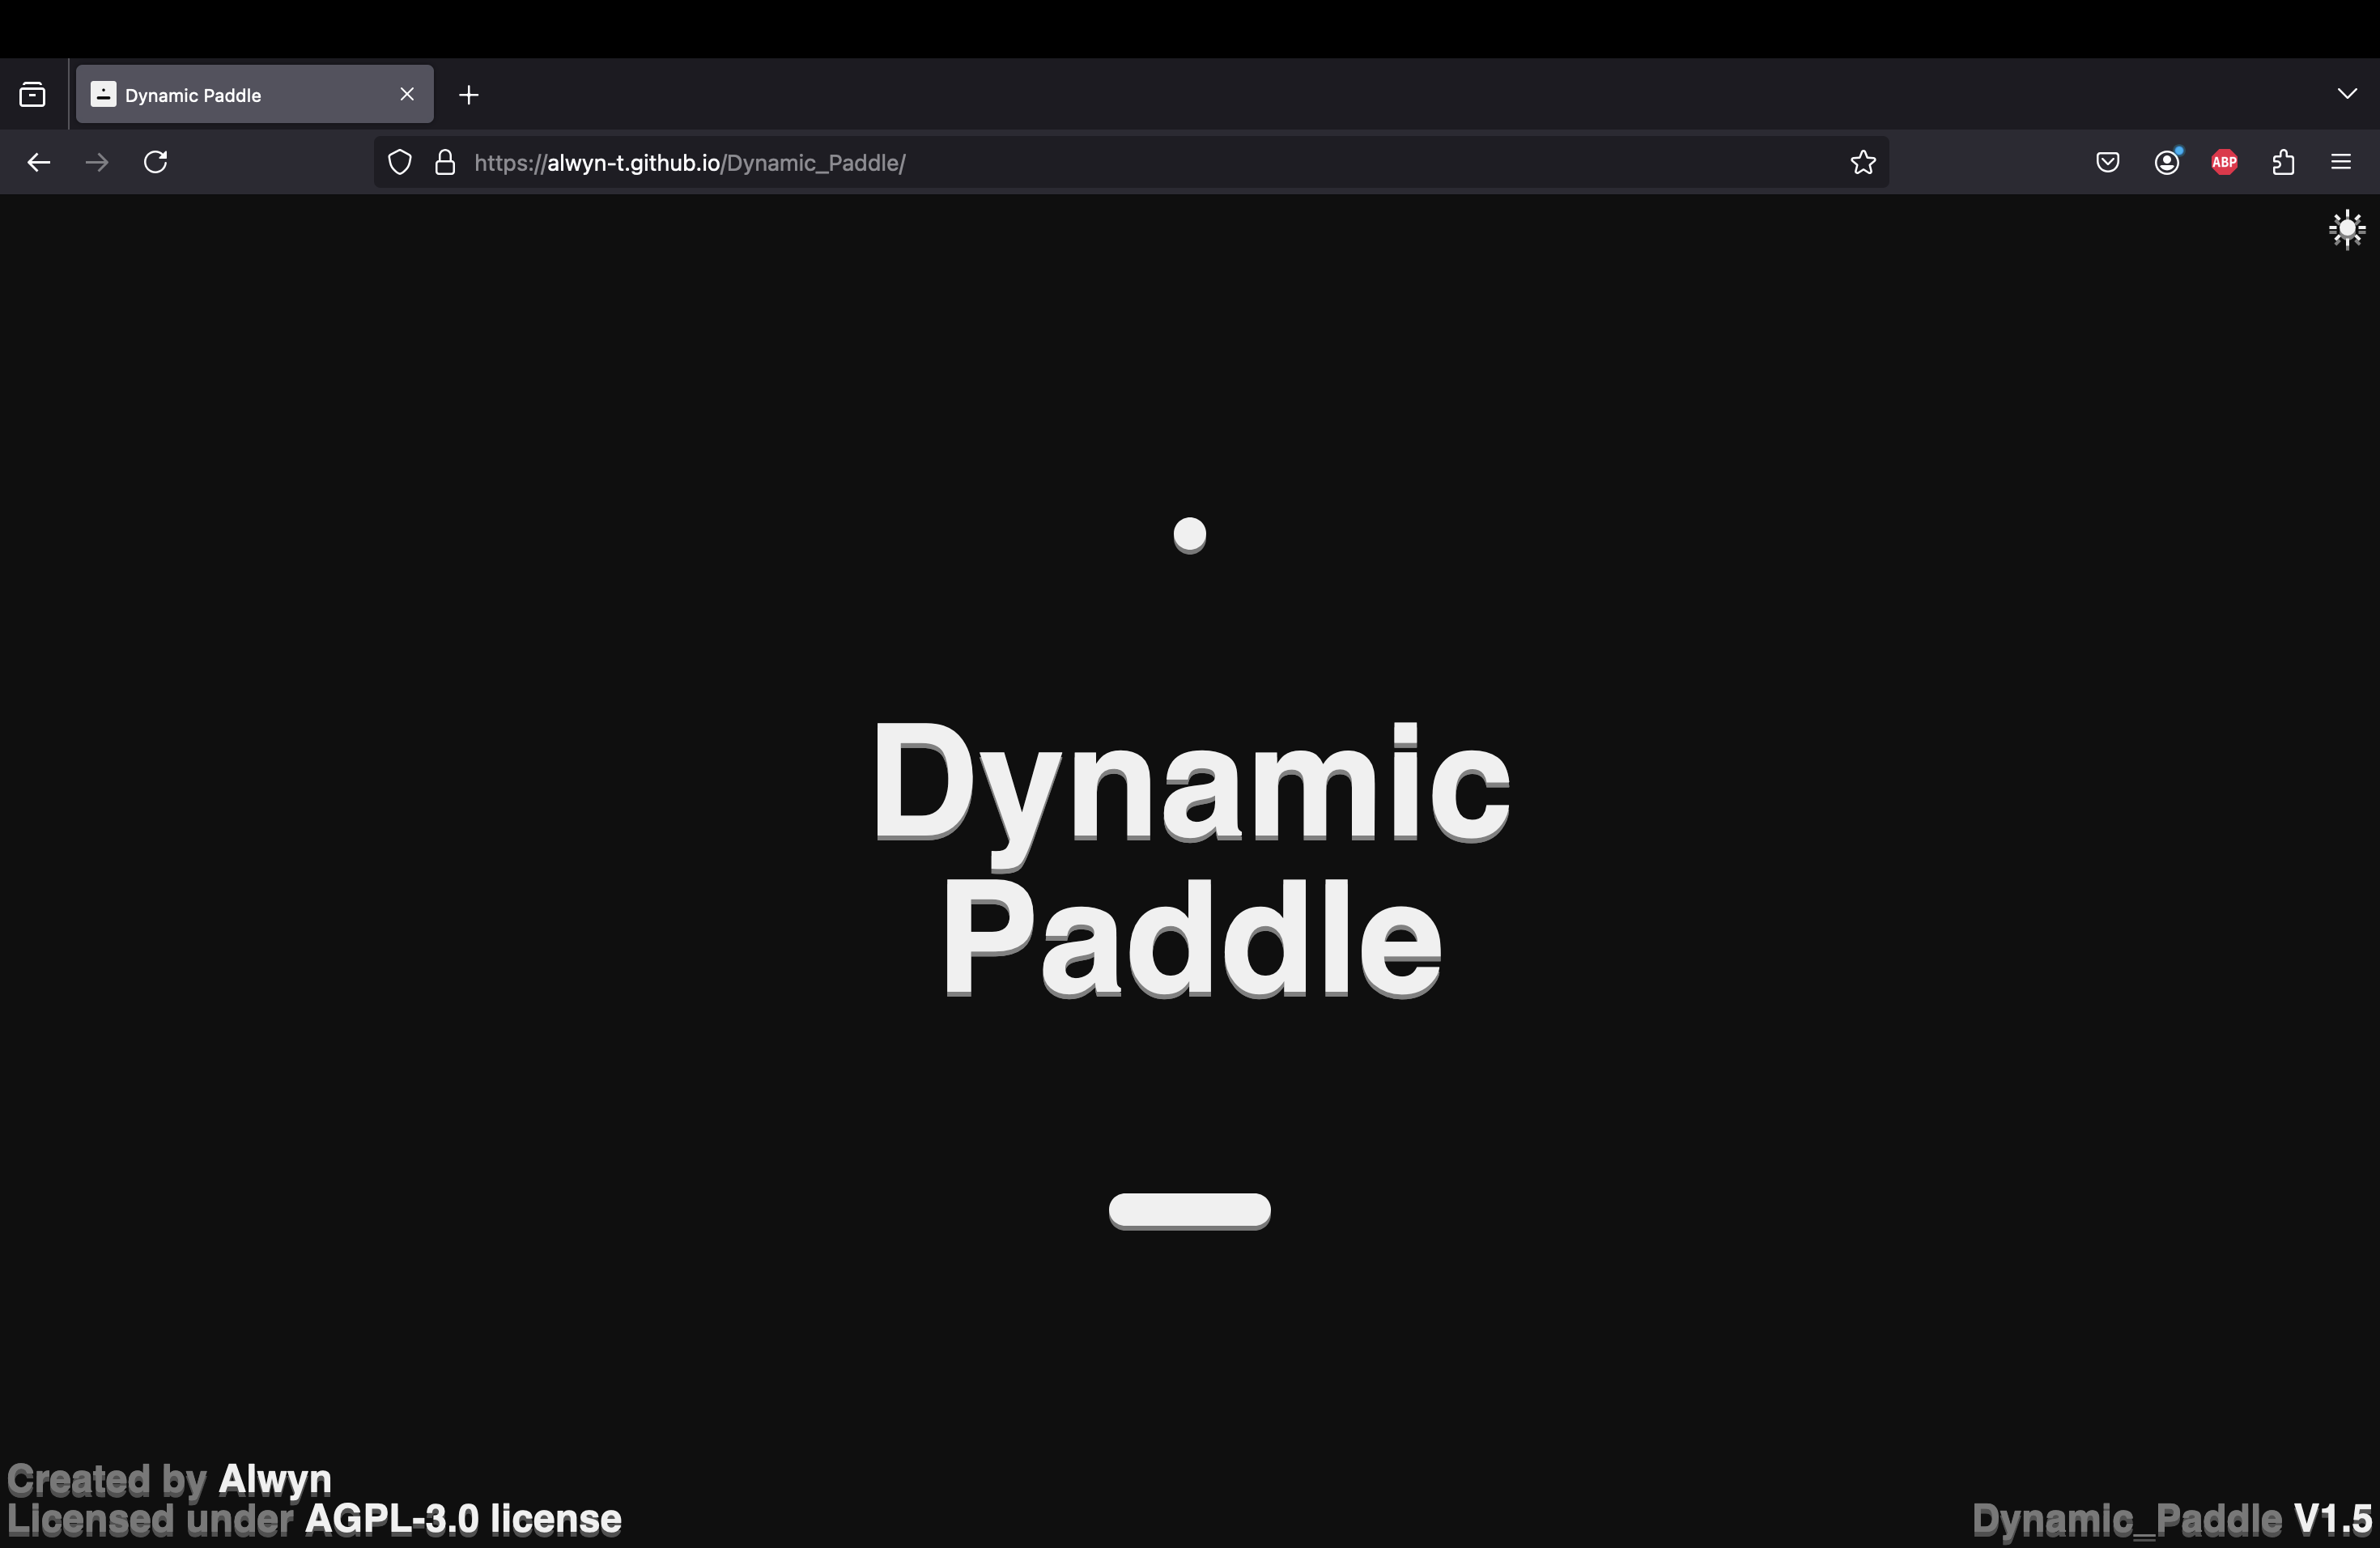 Dynamic Paddle
https://alwyn-t.github.io/Dynamic_Paddle/
ABP
Dynamic
Paddle
Created by Alwyn
Licensed under AGPL-3.0 license
Dynamic_Paddle V1.5